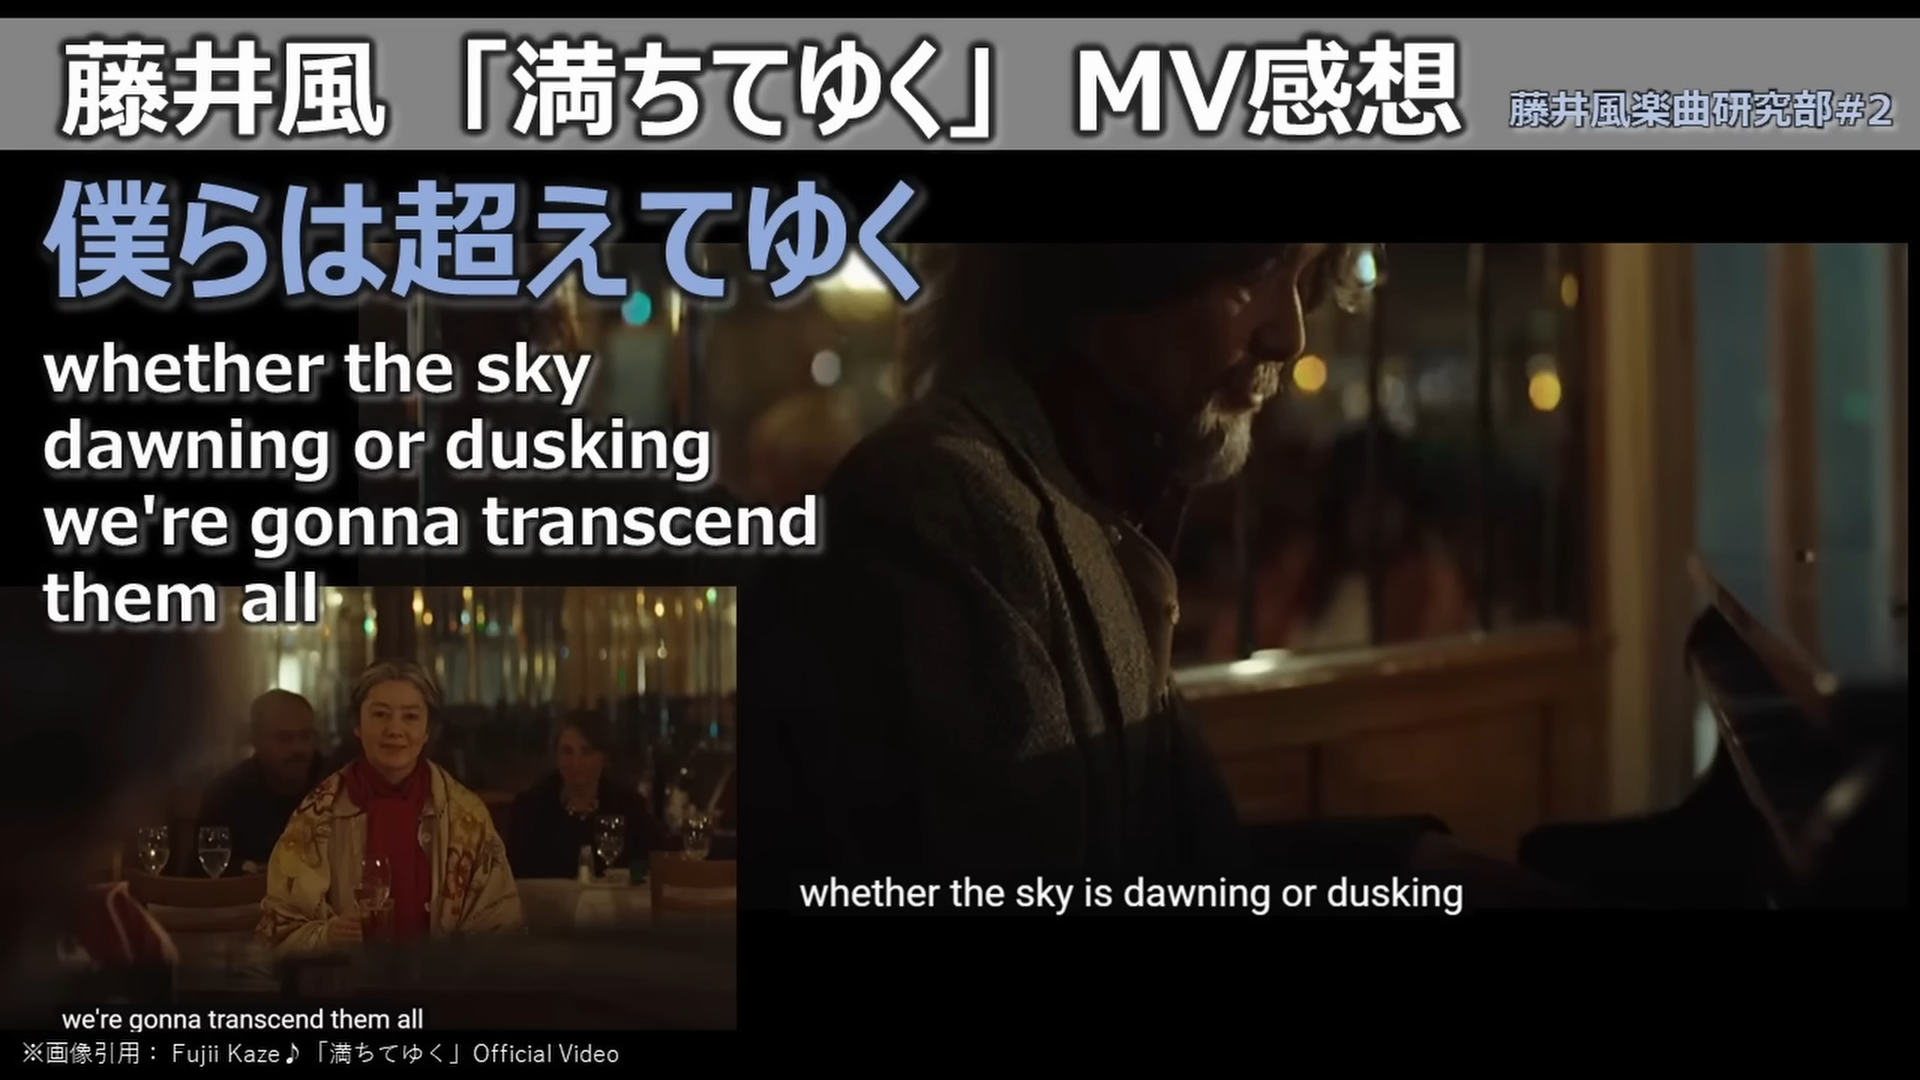 藤井風 「満ちてゆく」 MV感想 藤井風楽曲研究部#2
僕らは超えてゆく
whether the sky
dawning or dusking
we're gonna transcend
them all
whether the sky is dawning or dusking
we're gonna transcend them all
※画像引用： Fujii Kaze♪「満ちてゆく」Official Video